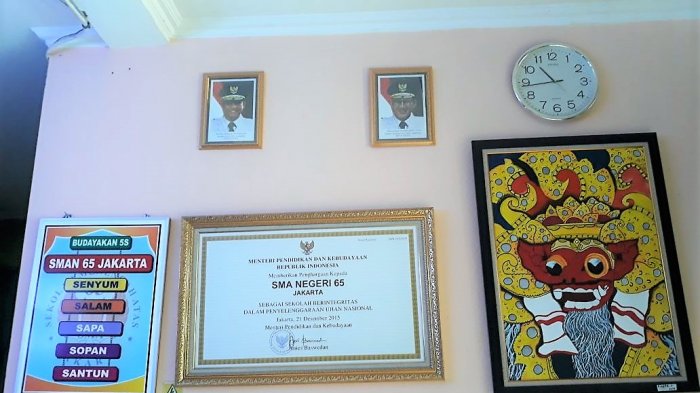 BUDAYAKAN 5S
SMAN 65 JAKARTA
SENYUM
SALAM
SAPA
SOPAN
SANTUN
MENTERI PENDIDIKAN DAN KEBUDAYAAN
REPUBLIK INDONESIA
Memberikan Penghargaan Kepada
SMA NEGERI 65
JAKARTA
SEBAGAI SEKOLAH BERINTEGRITAS
DALAM PENYELENGGARAAN UJIAN NASIONAL
Jakarta, 21 Desember 2015
Menteri Pendidikan dan Kebudayaan
Anies Baswedan